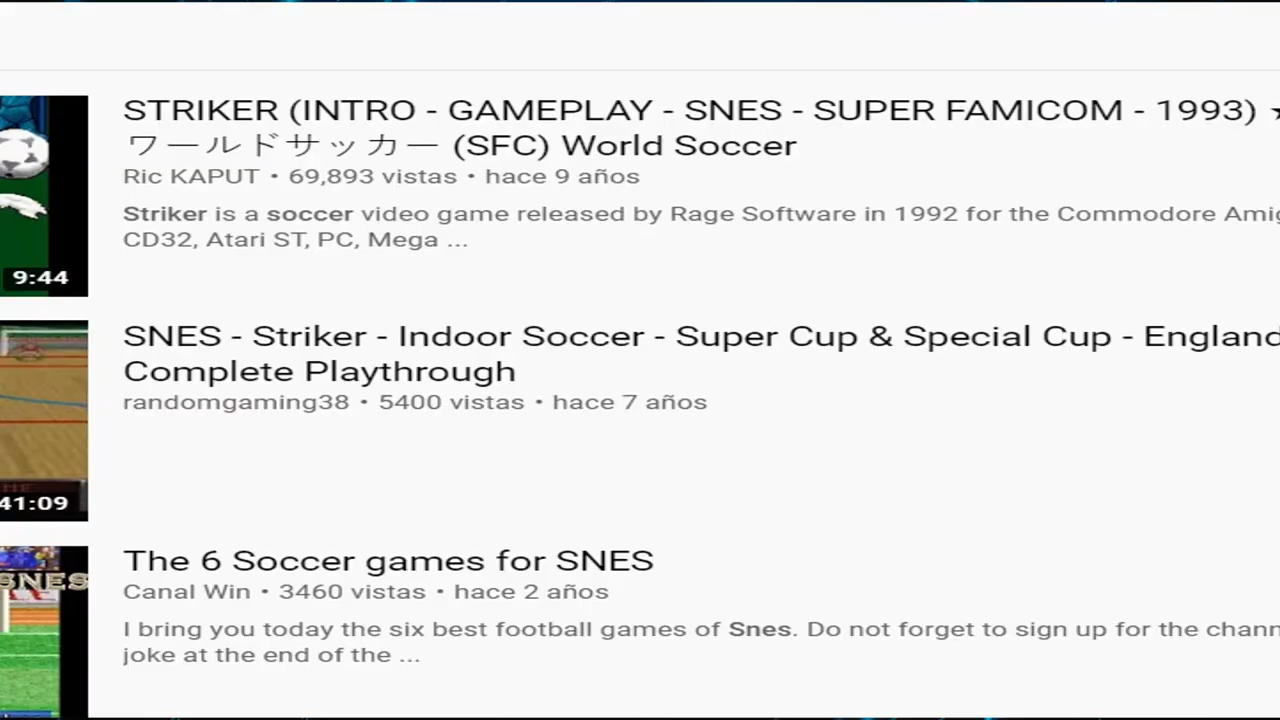 STRIKER (INTRO - GAMEPLAY - SNES - SUPER FAMICOM - 1993) ★
ワールドサッカー (SFC) World Soccer
Ric KAPUT • 69,893 vistas • hace 9 años
Striker is a soccer video game released by Rage Software in 1992 for the Commodore Amig
CD32, Atari ST, PC, Mega ...
9:44
SNES - Striker - Indoor Soccer - Super Cup & Special Cup - England
Complete Playthrough
randomgaming38 • 5400 vistas • hace 7 años
41:09
The 6 Soccer games for SNES
SNES
Canal Win • 3460 vistas • hace 2 años
I bring you today the six best football games of Snes. Do not forget to sign up for the chann
joke at the end of the ...